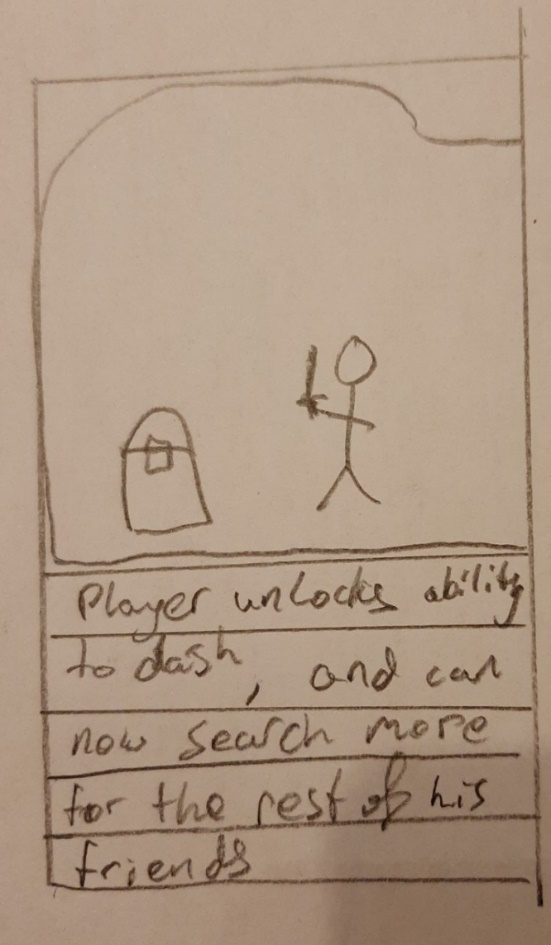 Player unlocks ability
to dash, and can
now search more
for the rest of his
friends